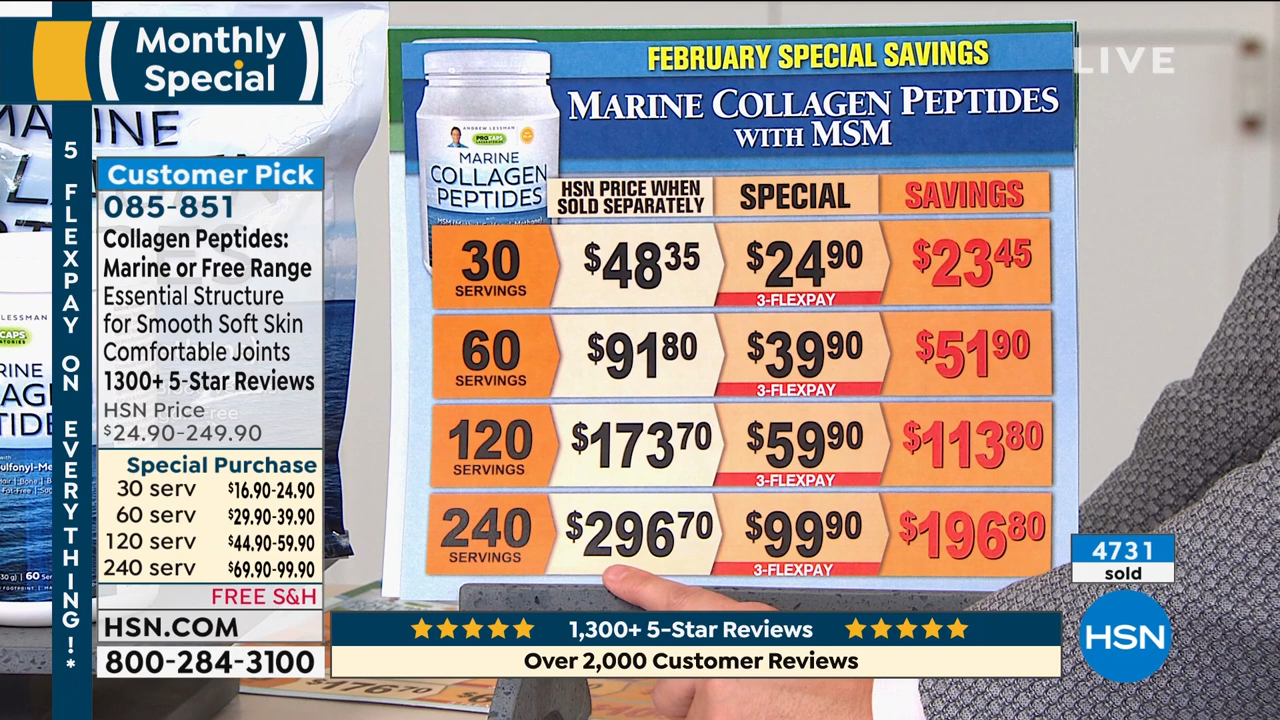 Monthly
Special
5 FLEXPAY ON EVERYTHING!*
Customer Pick
085-851
Collagen Peptides:
Marine or Free Range
Essential Structure
for Smooth Soft Skin
Comfortable Joints
1300+ 5-Star Reviews
HSN Price
$24.90-249.90
Special Purchase
30 serv $16.90-24.90
60 serv $29.90-39.90
120 serv $44.90-59.90
240 serv $69.90-99.90
FREE S&H
HSN.COM
800-284-3100
LIVE
FEBRUARY SPECIAL SAVINGS
MARINE COLLAGEN PEPTIDES
WITH MSM
ANDREW LESSMAN
PROCAPS
LABORATORIES
MARINE
COLLAGEN
PEPTIDES
HSN PRICE WHEN
SOLD SEPARATELY
SPECIAL
SAVINGS
30 SERVINGS $48.35 $24.90 $23.45
3-FLEXPAY
60 SERVINGS $91.80 $39.90 $51.90
3-FLEXPAY
120 SERVINGS $173.70 $59.90 $113.80
3-FLEXPAY
240 SERVINGS $296.70 $99.90 $196.80
3-FLEXPAY
4731
sold
HSN
1,300+ 5-Star Reviews
Over 2,000 Customer Reviews
$176.70